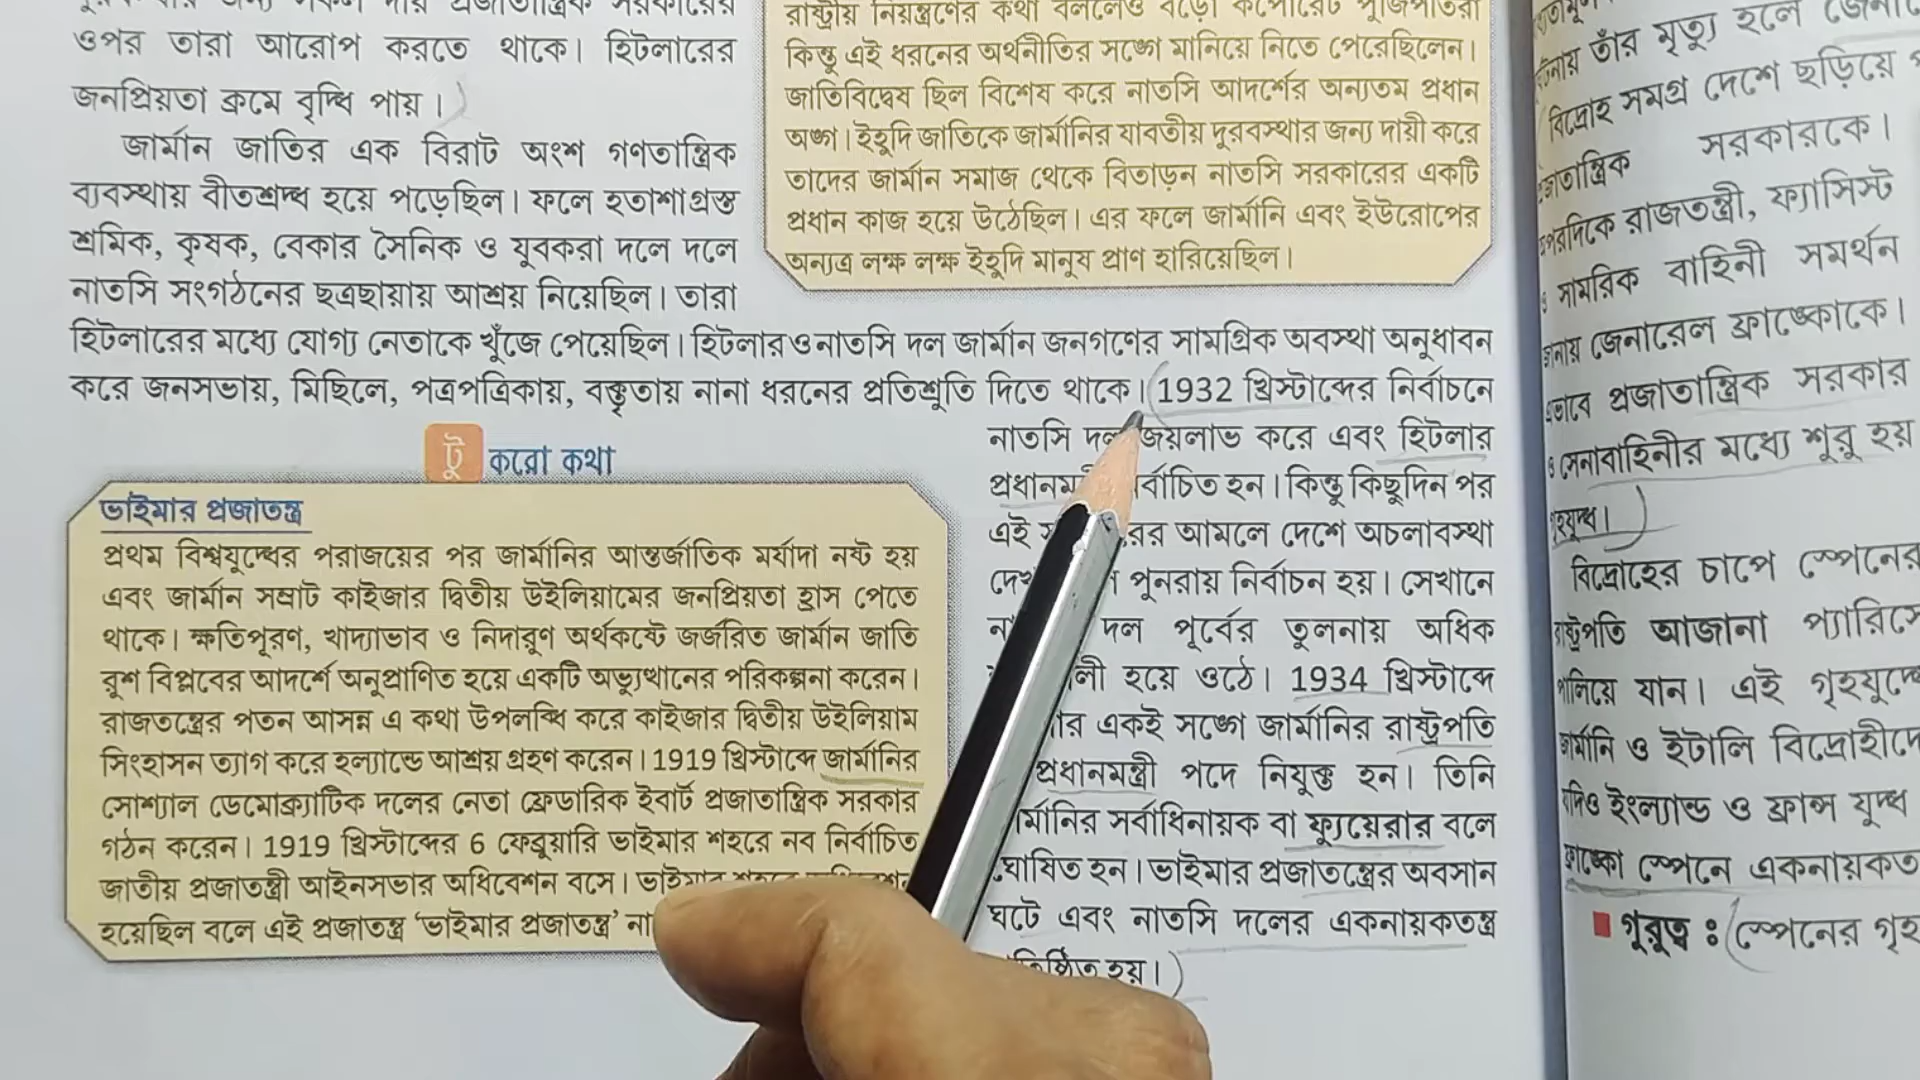 ওপর তারা আরোপ করতে থাকে। হিটলারের
জনপ্রিয়তা ক্রমে বৃদ্ধি পায়।
জার্মান জাতির এক বিরাট অংশ গণতান্ত্রিক
ব্যবস্থায় বীতশ্রদ্ধ হয়ে পড়েছিল। ফলে হতাশাগ্রস্ত
শ্রমিক, কৃষক, বেকার সৈনিক ও যুবকরা দলে দলে
নাতসি সংগঠনের ছত্রছায়ায় আশ্রয় নিয়েছিল। তারা
রাষ্ট্রীয় নিয়ন্ত্রণের কথা বললেও বড়ো কর্পোরেট পুঁজিপতিরা
কিন্তু এই ধরনের অর্থনীতির সঙ্গে মানিয়ে নিতে পেরেছিলেন।
জাতিবিদ্বেষ ছিল বিশেষ করে নাতসি আদর্শের অন্যতম প্রধান
অঙ্গ। ইহুদি জাতিকে জার্মানির যাবতীয় দুরবস্থার জন্য দায়ী করে
তাদের জার্মান সমাজ থেকে বিতাড়ন নাতসি সরকারের একটি
প্রধান কাজ হয়ে উঠেছিল। এর ফলে জার্মানি এবং ইউরোপের
অন্যত্র লক্ষ লক্ষ ইহুদি মানুষ প্রাণ হারিয়েছিল।
হিটলারের মধ্যে যোগ্য নেতাকে খুঁজে পেয়েছিল। হিটলার ও নাতসি দল জার্মান জনগণের সামগ্রিক অবস্থা অনুধাবন
করে জনসভায়, মিছিলে, পত্রপত্রিকায়, বক্তৃতায় নানা ধরনের প্রতিশ্রুতি দিতে থাকে। (1932 খ্রিস্টাব্দের নির্বাচনে
নাতসি দল জয়লাভ করে এবং হিটলার
নির্বাচিত হন। কিন্তু কিছুদিন পর
এই আমলে দেশে অচলাবস্থা
পুনরায় নির্বাচন হয়। সেখানে
দল পূর্বের তুলনায় অধিক
হয়ে ওঠে। 1934 খ্রিস্টাব্দে
একই সঙ্গে জার্মানির রাষ্ট্রপতি
প্রধানমন্ত্রী পদে নিযুক্ত হন। তিনি
সর্বাধিনায়ক বা ফ্যুয়েরার বলে
ঘোষিত হন। ভাইমার প্রজাতন্ত্রের অবসান
ঘটে এবং নাতসি দলের একনায়কতন্ত্র
হয়।)
টু করো কথা
ভাইমার প্রজাতন্ত্র
প্রথম বিশ্বযুদ্ধের পরাজয়ের পর জার্মানির আন্তর্জাতিক মর্যাদা নষ্ট হয়
এবং জার্মান সম্রাট কাইজার দ্বিতীয় উইলিয়ামের জনপ্রিয়তা হ্রাস পেতে
থাকে। ক্ষতিপূরণ, খাদ্যাভাব ও নিদারুণ অর্থকষ্টে জর্জরিত জার্মান জাতি
রুশ বিপ্লবের আদর্শে অনুপ্রাণিত হয়ে একটি অভ্যুত্থানের পরিকল্পনা করেন।
রাজতন্ত্রের পতন আসন্ন এ কথা উপলব্ধি করে কাইজার দ্বিতীয় উইলিয়াম
সিংহাসন ত্যাগ করে হল্যান্ডে আশ্রয় গ্রহণ করেন। 1919 খ্রিস্টাব্দে জার্মানির
সোশ্যাল ডেমোক্র্যাটিক দলের নেতা ফ্রেডারিক ইবার্ট প্রজাতান্ত্রিক সরকার
গঠন করেন। 1919 খ্রিস্টাব্দের 6 ফেব্রুয়ারি ভাইমার শহরে নব নির্বাচিত
জাতীয় প্রজাতন্ত্রী আইনসভার অধিবেশন বসে। ভাইমার শহরে
হয়েছিল বলে এই প্রজাতন্ত্র ‘ভাইমার প্রজাতন্ত্র’
তাঁর মৃত্যু হলে
বিদ্রোহ সমগ্র দেশে ছড়িয়ে
সরকারকে।
রাজতন্ত্রী, ফ্যাসিস্ট
সামরিক বাহিনী সমর্থন
জেনারেল ফ্রাঙ্কোকে।
প্রজাতান্ত্রিক সরকার
ও সেনাবাহিনীর মধ্যে শুরু হয়
গৃহযুদ্ধ।)
বিদ্রোহের চাপে স্পেনের
রাষ্ট্রপতি আজানা প্যারিসে
পালিয়ে যান। এই গৃহযুদ্ধে
জার্মানি ও ইটালি
যদিও ইংল্যান্ড ও ফ্রান্স যুদ্ধ
ফ্রাঙ্কো স্পেনে
■ গুরুত্ব : (স্পেনের